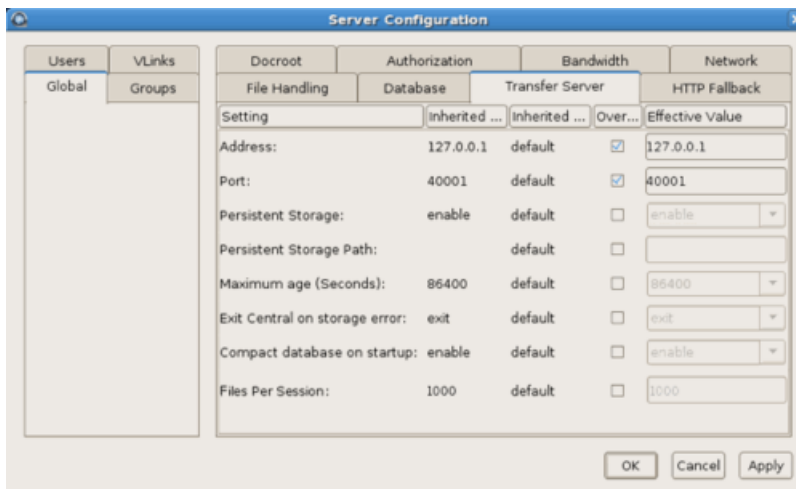 Server Configuration
Users VLinks
Global Groups
Docroot Authorization Bandwidth Network
File Handling Database Transfer Server HTTP Fallback
Setting Inherited ... Inherited ... Over... Effective Value
Address: 127.0.0.1 default 127.0.0.1
Port: 40001 default 40001
Persistent Storage: enable default enable
Persistent Storage Path: default
Maximum age (Seconds): 86400 default 86400
Exit Central on storage error: exit default exit
Compact database on startup: enable default enable
Files Per Session: 1000 default 1000
OK Cancel Apply